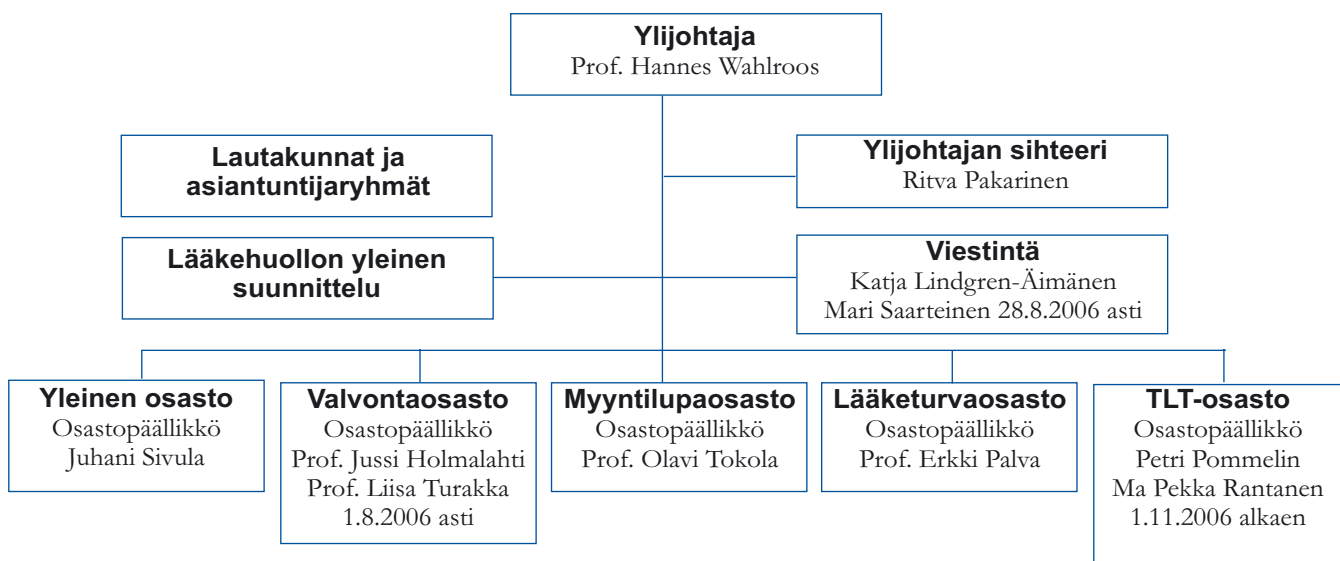 Ylijohtaja
Prof. Hannes Wahlroos
Lautakunnat ja
asiantuntijaryhmät
Ylijohtajan sihteeri
Ritva Pakarinen
Lääkehuollon yleinen
suunnittelu
Viestintä
Katja Lindgren-Äimänen
Mari Saarteinen 28.8.2006 asti
Yleinen osasto
Osastopäällikkö
Juhani Sivula
Valvontaosasto
Osastopäällikkö
Prof. Jussi Holmalahti
Prof. Liisa Turakka
1.8.2006 asti
Myyntilupaosasto
Osastopäällikkö
Prof. Olavi Tokola
Lääketurvaosasto
Osastopäällikkö
Prof. Erkki Palva
TLT-osasto
Osastopäällikkö
Petri Pommelin
Ma Pekka Rantanen
1.11.2006 alkaen